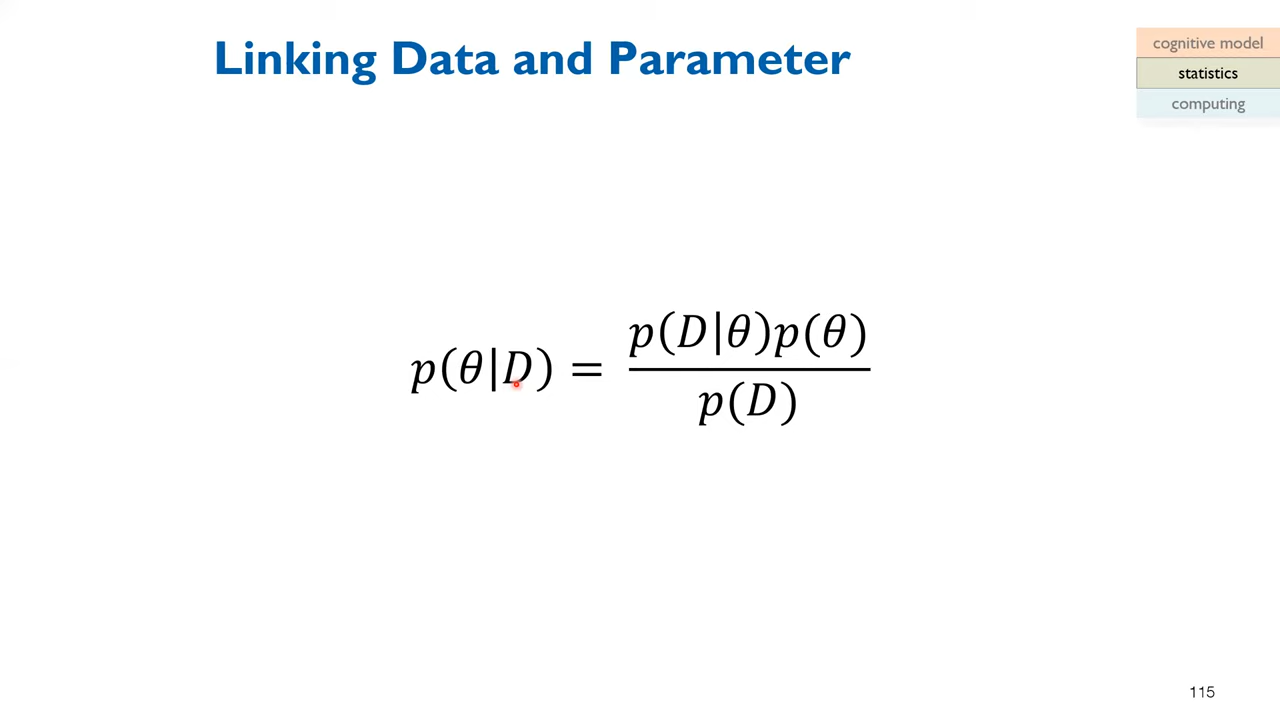 Linking Data and Parameter
cognitive model
statistics
computing
p(θ|D) = p(D|θ)p(θ) / p(D)
115